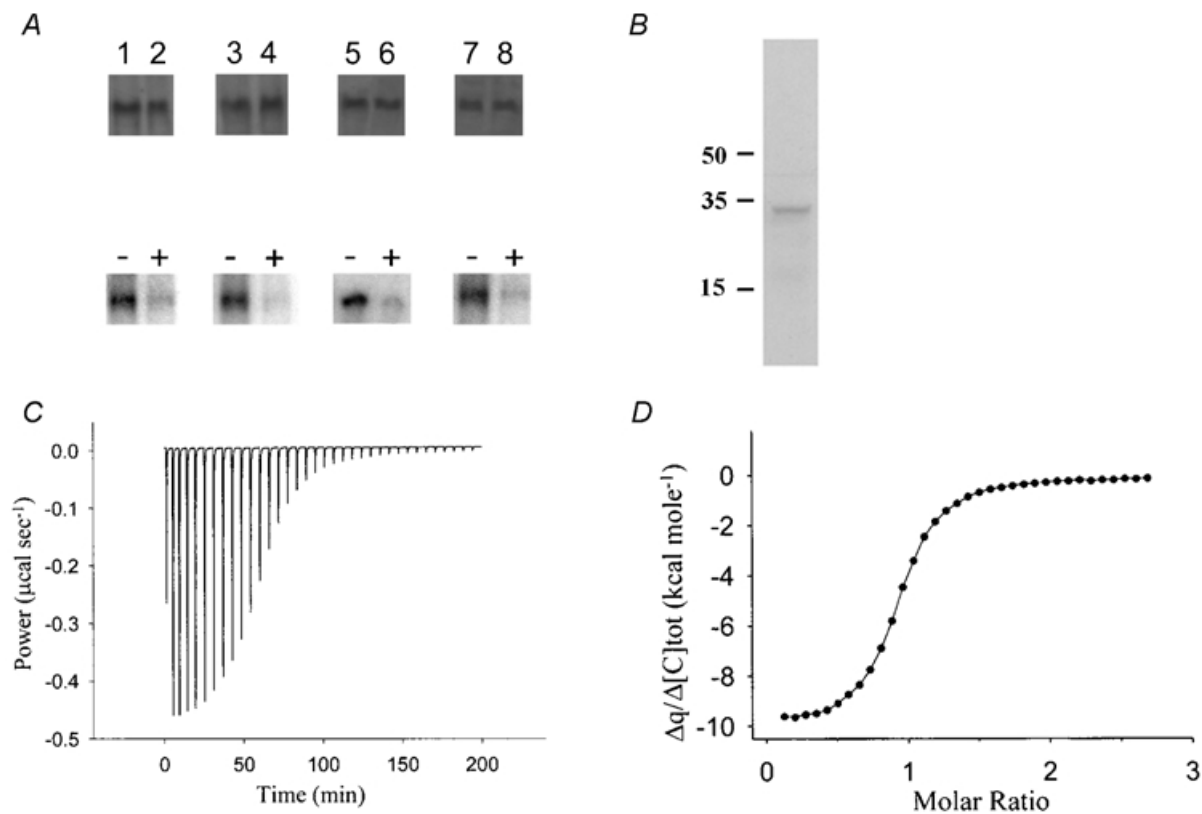 A
1 2 3 4 5 6 7 8
- + - + - + - +
B
50
35
15
C
Power (μcal sec⁻¹)
0.0
-0.1
-0.2
-0.3
-0.4
-0.5
0 50 100 150 200
Time (min)
D
Δq/Δ[C]tot (kcal mole⁻¹)
0
-2
-4
-6
-8
-10
0 1 2 3
Molar Ratio